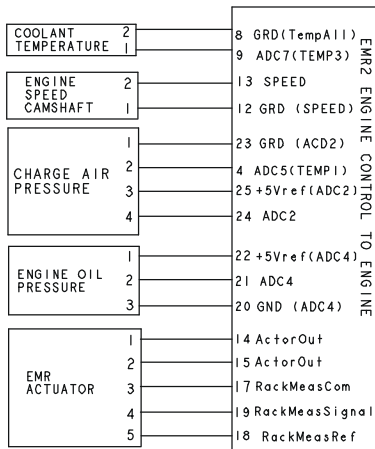 COOLANT 2 8 GRD(TempAll)
TEMPERATURE 1 9 ADC7(TEMP3)
ENGINE 2 13 SPEED
SPEED
CAMSHAFT 1 12 GRD (SPEED)
1 23 GRD (ACD2)
CHARGE AIR 2 4 ADC5(TEMP1)
PRESSURE 3 25 +5Vref(ADC2)
4 24 ADC2
1 22 +5Vref(ADC4)
ENGINE OIL 2 21 ADC4
PRESSURE
3 20 GND (ADC4)
1 14 ActorOut
2 15 ActorOut
EMR 3 17 RackMeasCom
ACTUATOR
4 19 RackMeasSignal
5 18 RackMeasRef
EMR2 ENGINE CONTROL TO ENGINE